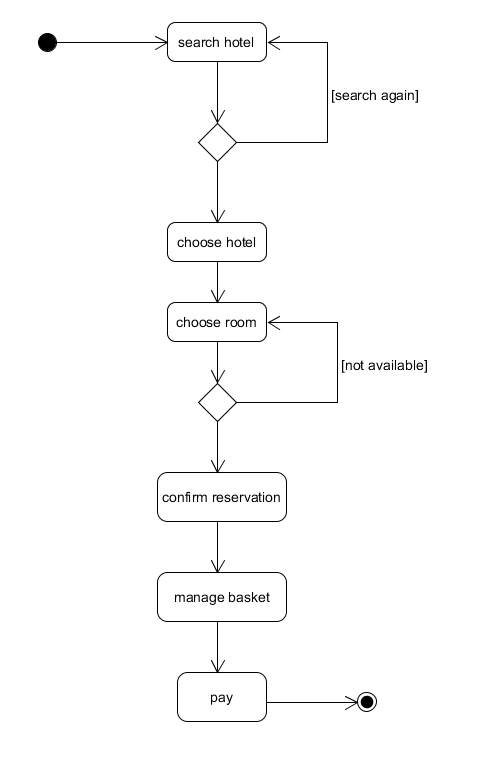 search hotel
[search again]
choose hotel
choose room
[not available]
confirm reservation
manage basket
pay